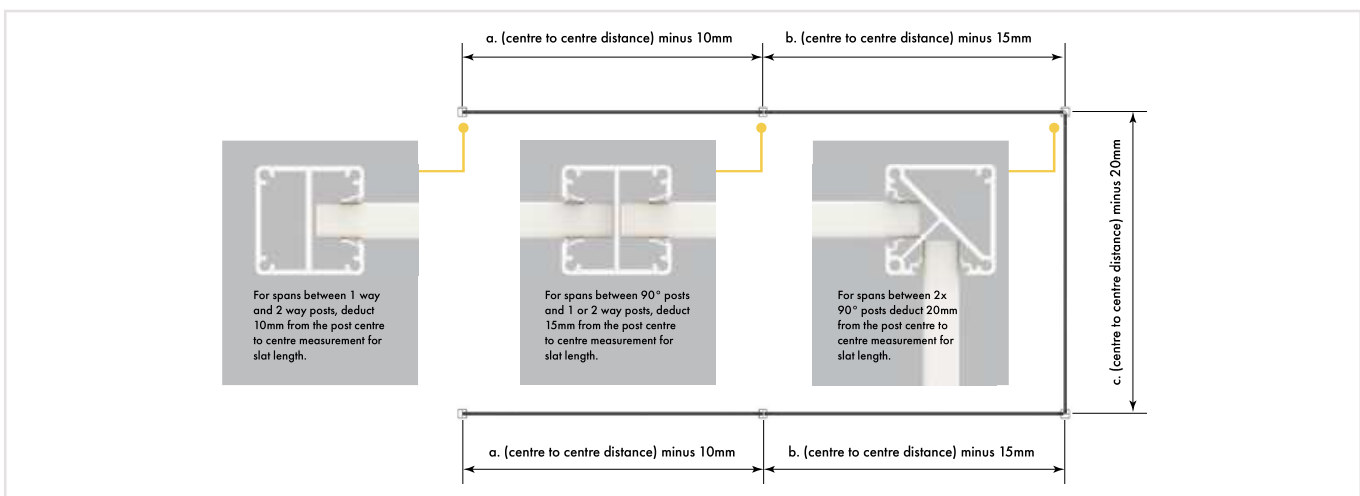 a. (centre to centre distance) minus 10mm
b. (centre to centre distance) minus 15mm
For spans between 1 way
and 2 way posts, deduct
10mm from the post centre
to centre measurement for
slat length.
For spans between 90° posts
and 1 or 2 way posts, deduct
15mm from the post centre
to centre measurement for
slat length.
For spans between 2x
90° posts deduct 20mm
from the post centre to
centre measurement for
slat length.
c. (centre to centre distance) minus 20mm
a. (centre to centre distance) minus 10mm
b. (centre to centre distance) minus 15mm